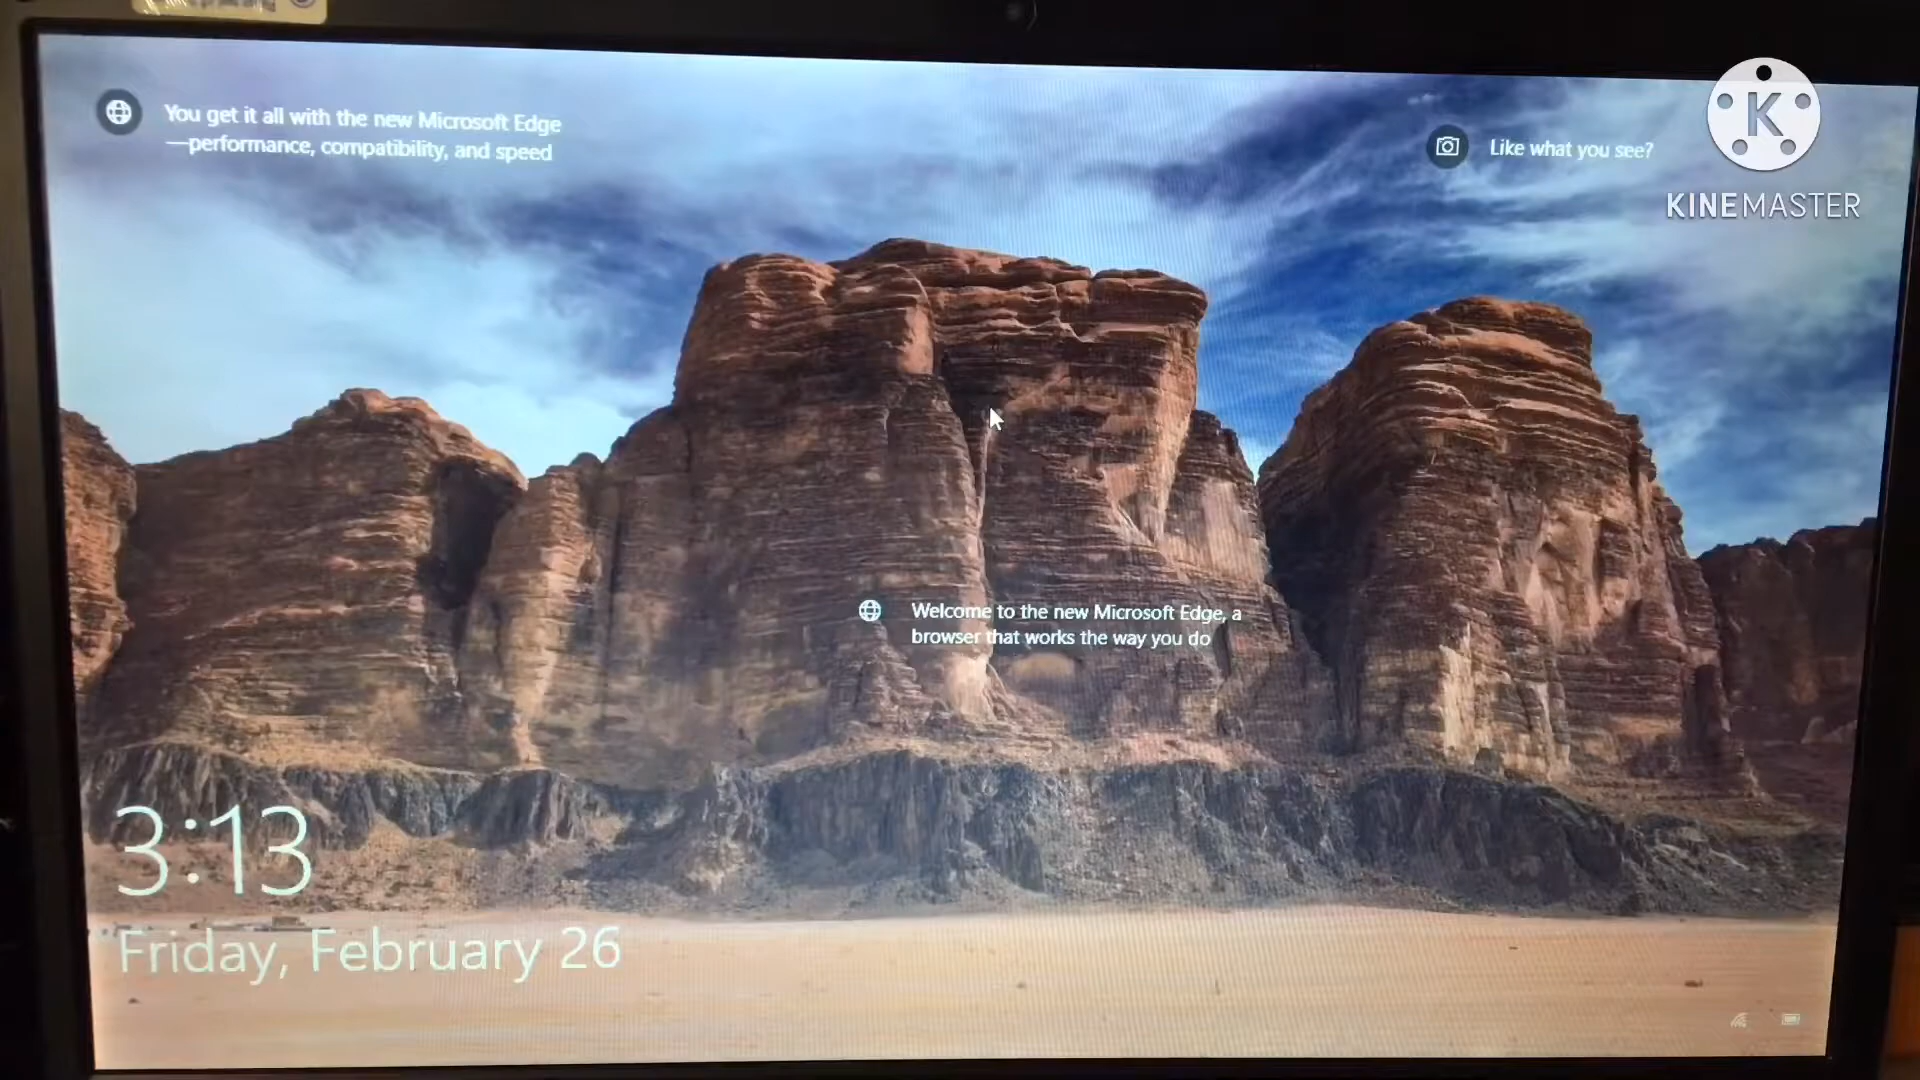 You get it all with the new Microsoft Edge
—performance, compatibility, and speed
Like what you see?
K
KINEMASTER
Welcome to the new Microsoft Edge, a
browser that works the way you do
3:13
Friday, February 26